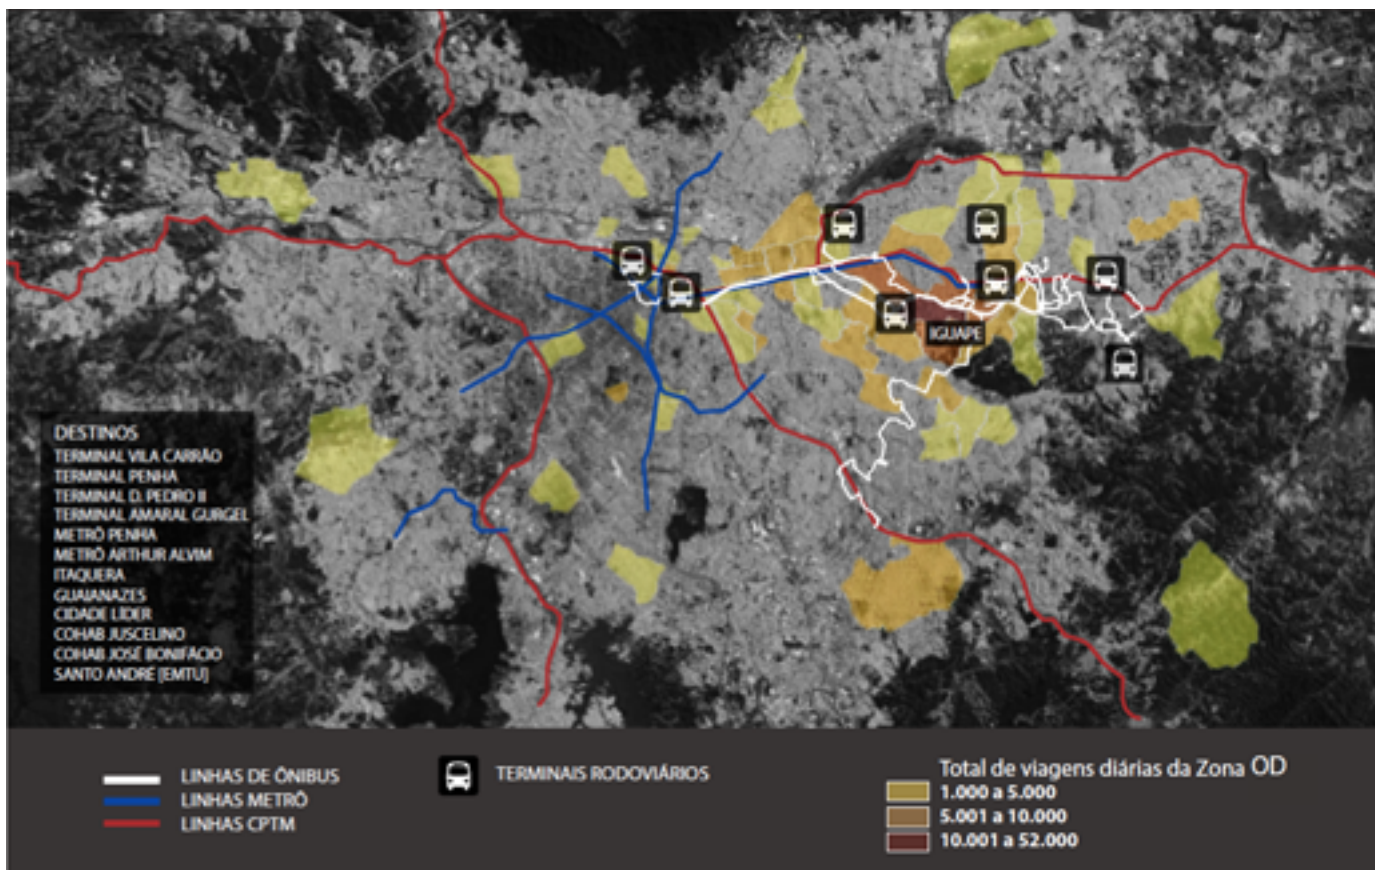 IGUAPE
DESTINOS
TERMINAL VILA CARRÃO
TERMINAL PENHA
TERMINAL D. PEDRO II
TERMINAL AMARAL GURGEL
METRÔ PENHA
METRÔ ARTHUR ALVIM
ITAQUERA
GUAIANAZES
CIDADE LÍDER
COHAB JUSCELINO
COHAB JOSÉ BONIFÁCIO
SANTO ANDRÉ [EMTU]
LINHAS DE ÔNIBUS
LINHAS METRÔ
LINHAS CPTM
TERMINAIS RODOVIÁRIOS
Total de viagens diárias da Zona OD
1.000 a 5.000
5.001 a 10.000
10.001 a 52.000